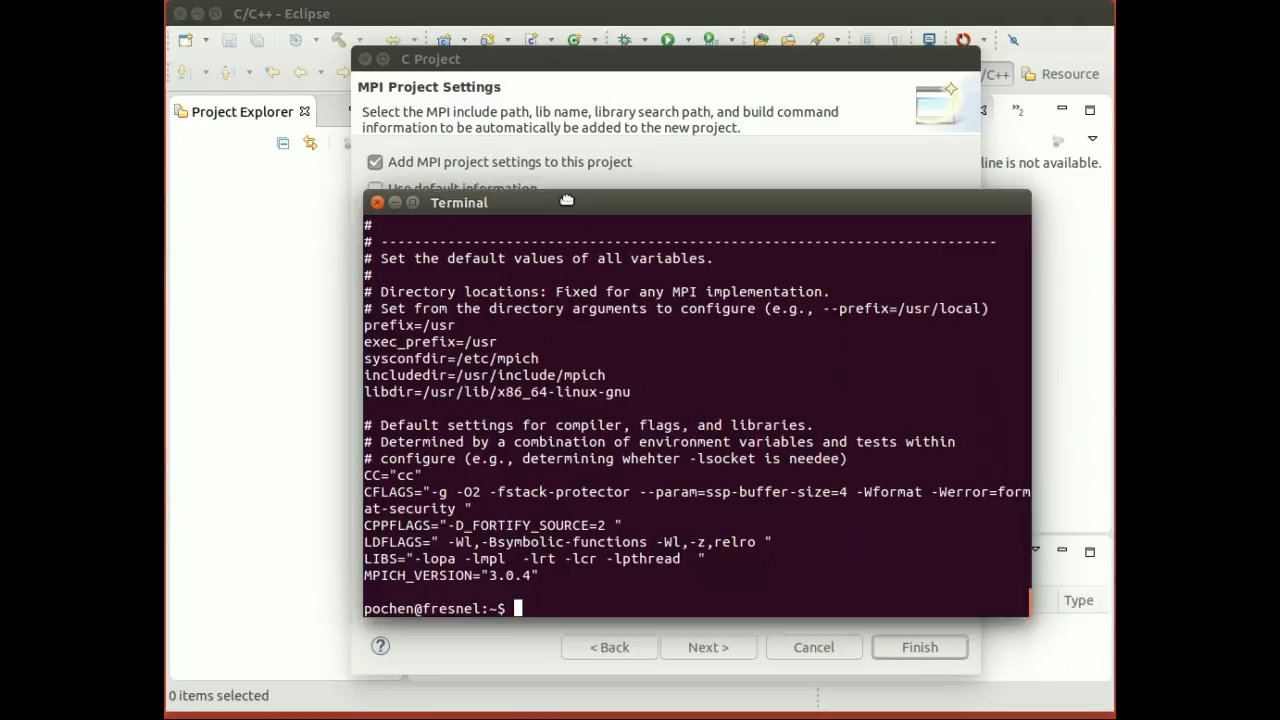 C/C++ - Eclipse
C Project
MPI Project Settings
Select the MPI include path, lib name, library search path, and build command
information to be automatically be added to the new project.
/C++
Resource
Project Explorer
»2
Add MPI project settings to this project
line is not available.
Use default information
Terminal
#
# --------------------------------------------------------------------------
# Set the default values of all variables.
#
# Directory locations: Fixed for any MPI implementation.
# Set from the directory arguments to configure (e.g., --prefix=/usr/local)
prefix=/usr
exec_prefix=/usr
sysconfdir=/etc/mpich
includedir=/usr/include/mpich
libdir=/usr/lib/x86_64-linux-gnu
# Default settings for compiler, flags, and libraries.
# Determined by a combination of environment variables and tests within
# configure (e.g., determining whehter -lsocket is needee)
CC="cc"
CFLAGS="-g -O2 -fstack-protector --param=ssp-buffer-size=4 -Wformat -Werror=form
at-security "
CPPFLAGS="-D_FORTIFY_SOURCE=2 "
LDFLAGS=" -Wl,-Bsymbolic-functions -Wl,-z,relro "
LIBS="-lopa -lmpl  -lrt -lcr -lpthread  "
MPICH_VERSION="3.0.4"
pochen@fresnel:~$
Type
< Back
Next >
Cancel
Finish
0 items selected